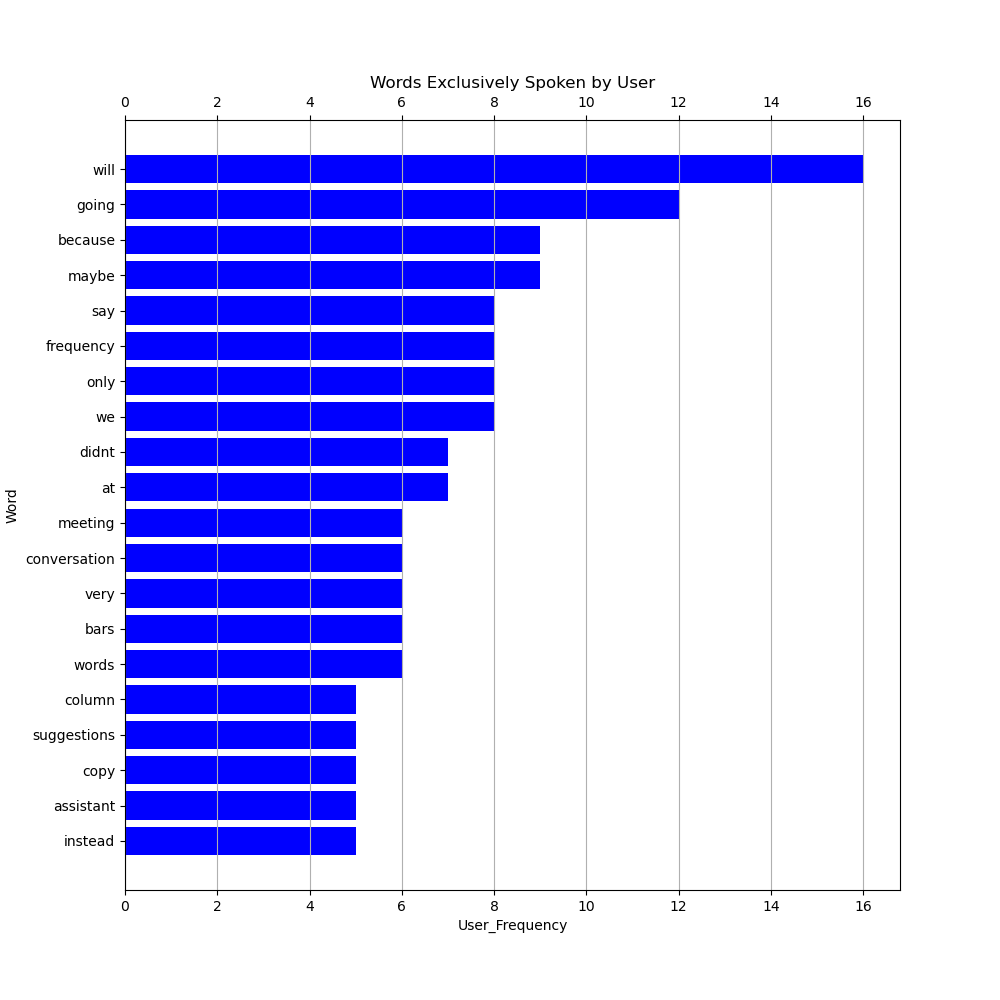 Words Exclusively Spoken by User
0 2 4 6 8 10 12 14 16
will
going
because
maybe
say
frequency
only
we
didnt
at
meeting
conversation
very
bars
words
column
suggestions
copy
assistant
instead
Word
0 2 4 6 8 10 12 14 16
User_Frequency